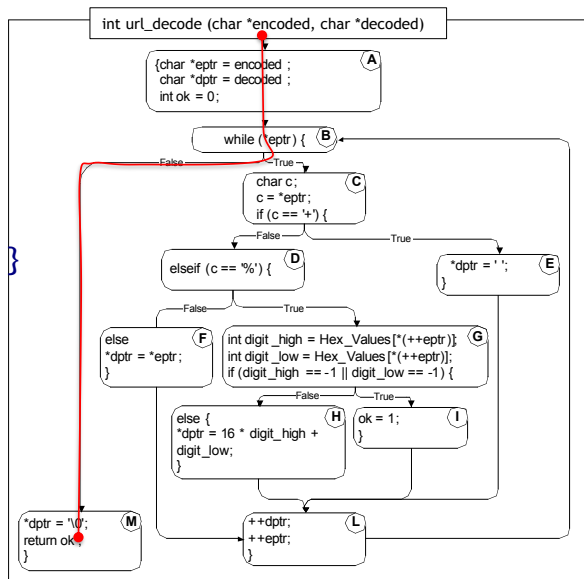 int url_decode (char *encoded, char *decoded)
A
{char *eptr = encoded ;
char *dptr = decoded ;
int ok = 0;
B
while (*eptr) {
False
True
C
char c;
c = *eptr;
if (c == '+') {
False
True
D
elseif (c == '%') {
E
*dptr = ' ';
}
}
False
True
F
else
*dptr = *eptr;
}
G
int digit_high = Hex_Values[*(++eptr)];
int digit_low = Hex_Values[*(++eptr)];
if (digit_high == -1 || digit_low == -1) {
False
True
H
else {
*dptr = 16 * digit_high +
digit_low;
}
I
ok = 1;
}
M
*dptr = '\0';
return ok ;
}
L
++dptr;
++eptr;
}